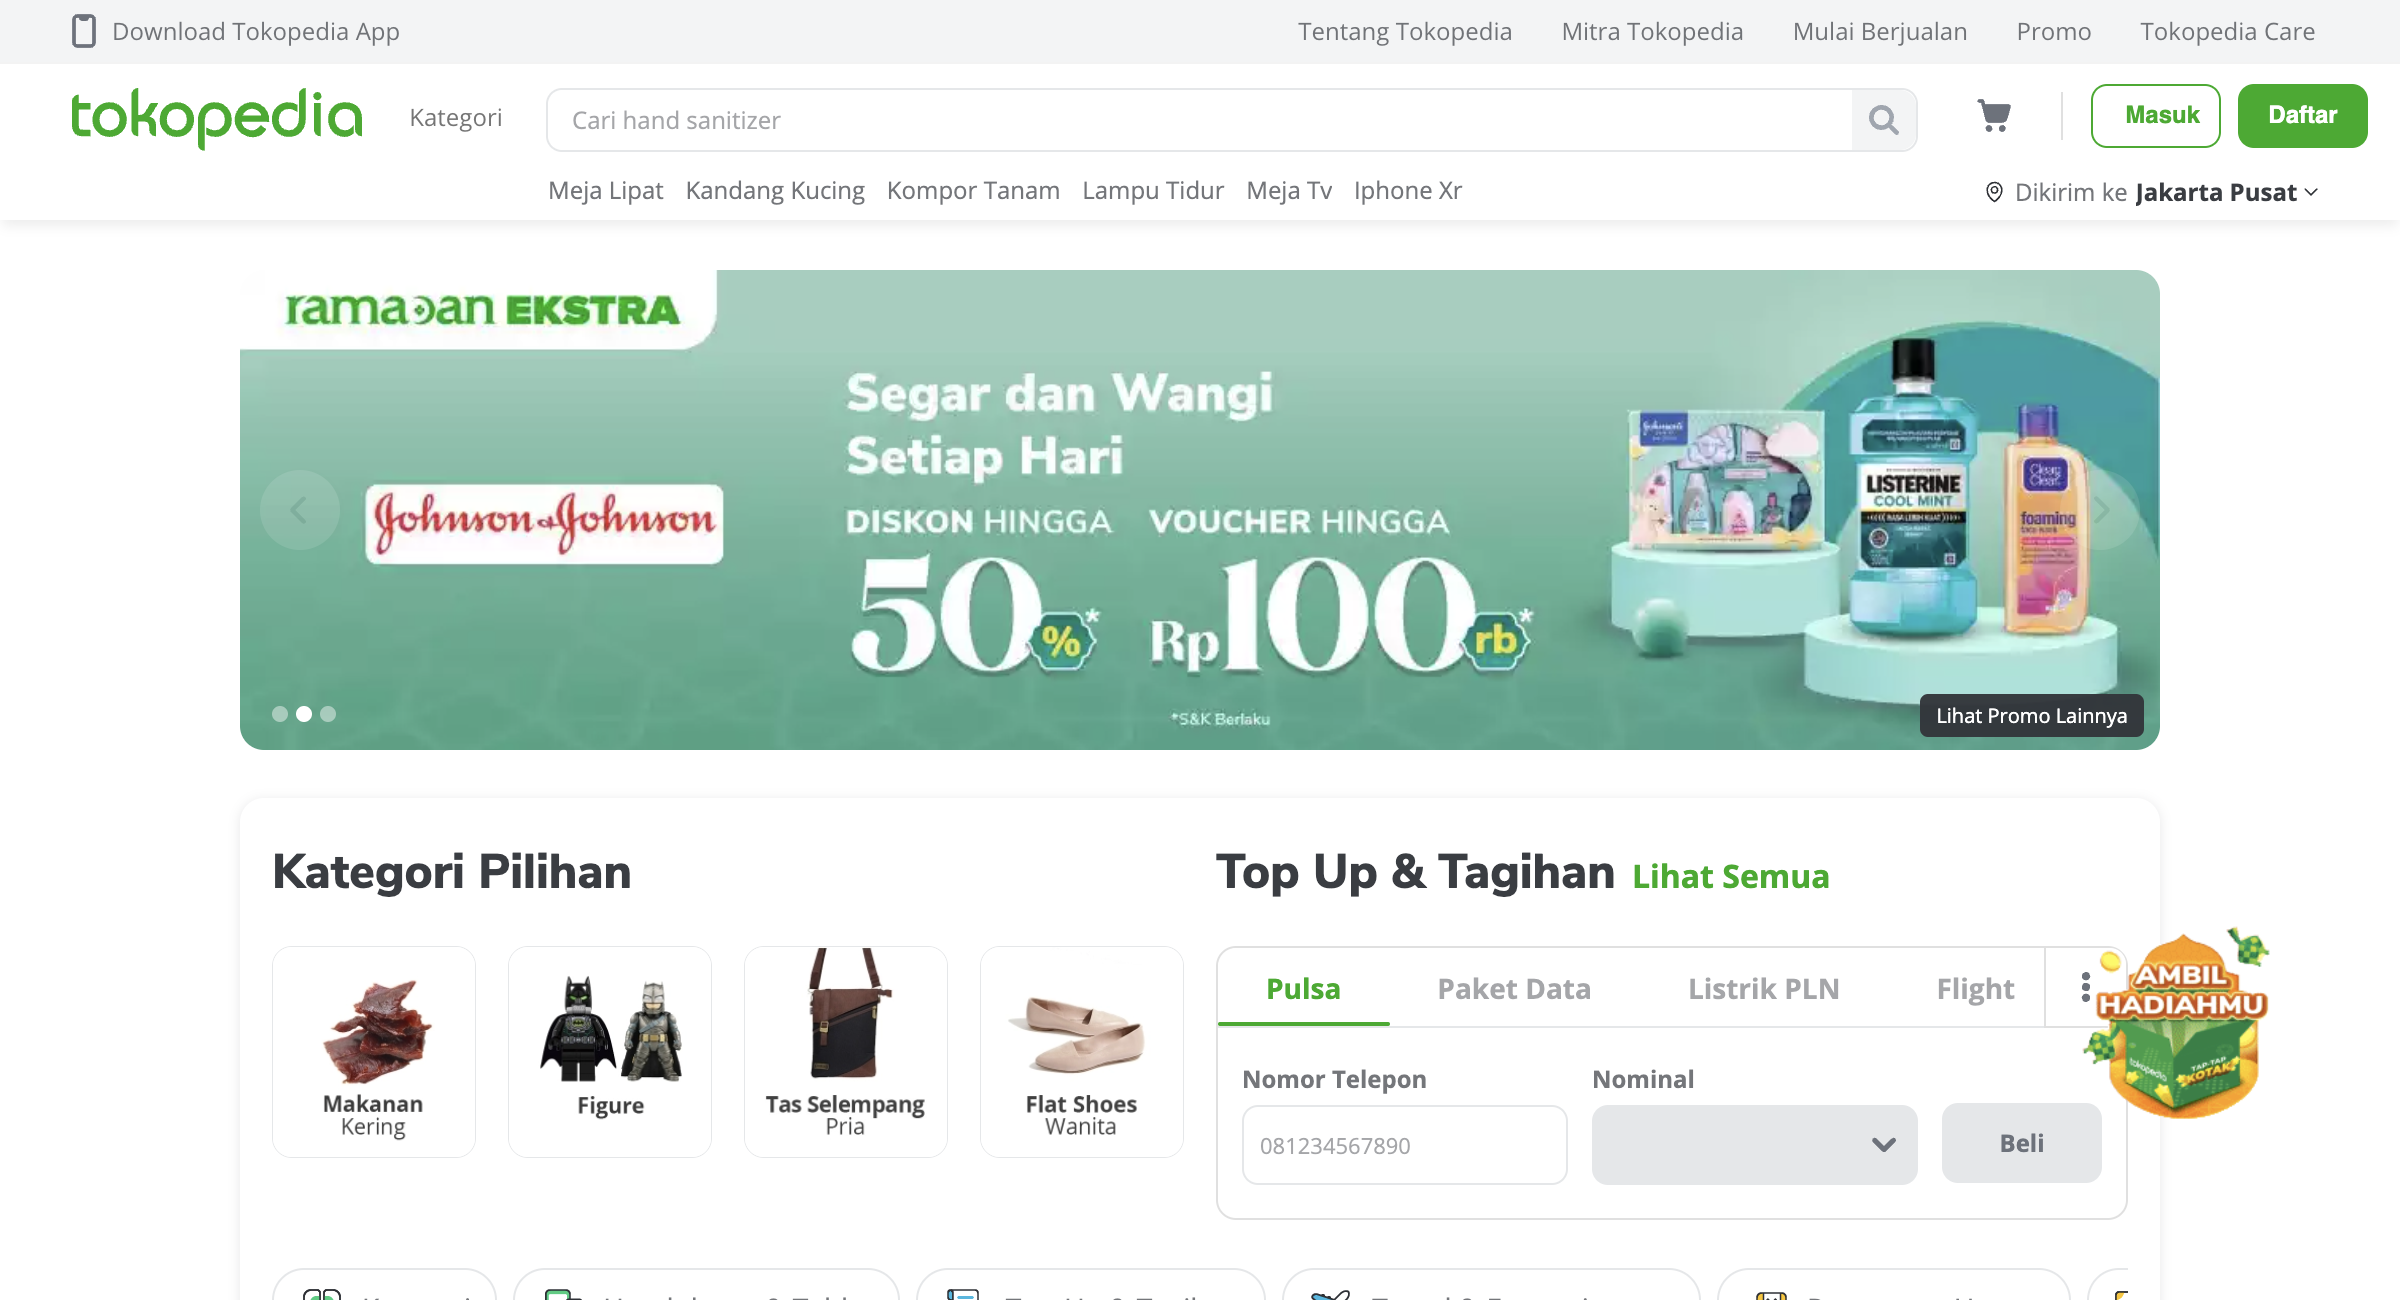 Download Tokopedia App
Tentang Tokopedia
Mitra Tokopedia
Mulai Berjualan
Promo
Tokopedia Care
tokopedia
Kategori
Cari hand sanitizer
Masuk
Daftar
Meja Lipat
Kandang Kucing
Kompor Tanam
Lampu Tidur
Meja Tv
Iphone Xr
Dikirim ke Jakarta Pusat
ramadan EKSTRA
Johnson & Johnson
Segar dan Wangi
Setiap Hari
DISKON HINGGA
50%*
VOUCHER HINGGA
Rp100rb*
*S&K Berlaku
Johnson's
LISTERINE
COOL MINT
Clean & Clear
foaming
Lihat Promo Lainnya
Kategori Pilihan
Makanan
Kering
Figure
Tas Selempang
Pria
Flat Shoes
Wanita
Top Up & Tagihan
Lihat Semua
Pulsa
Paket Data
Listrik PLN
Flight
Nomor Telepon
081234567890
Nominal
Beli
AMBIL
HADIAHMU
tokopedia
TAP-TAP
KOTAK